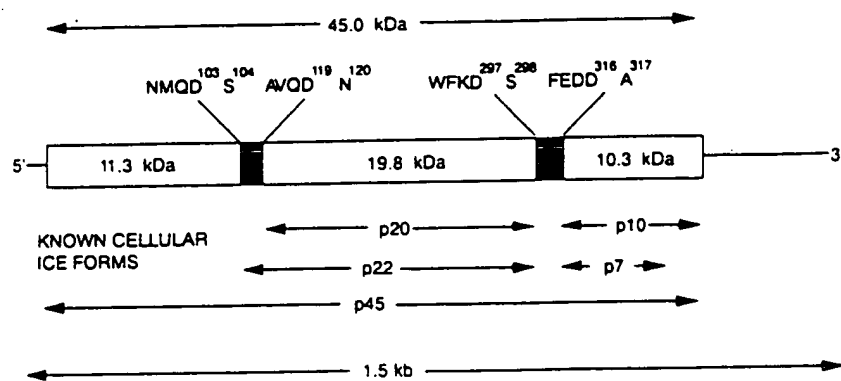 45.0 kDa
NMQD103 S104 AVQD119 N120 WFKD297 S298 FEDD316 A317
5' 11.3 kDa 19.8 kDa 10.3 kDa 3
KNOWN CELLULAR
ICE FORMS
p20 p10
p22 p7
p45
1.5 kb